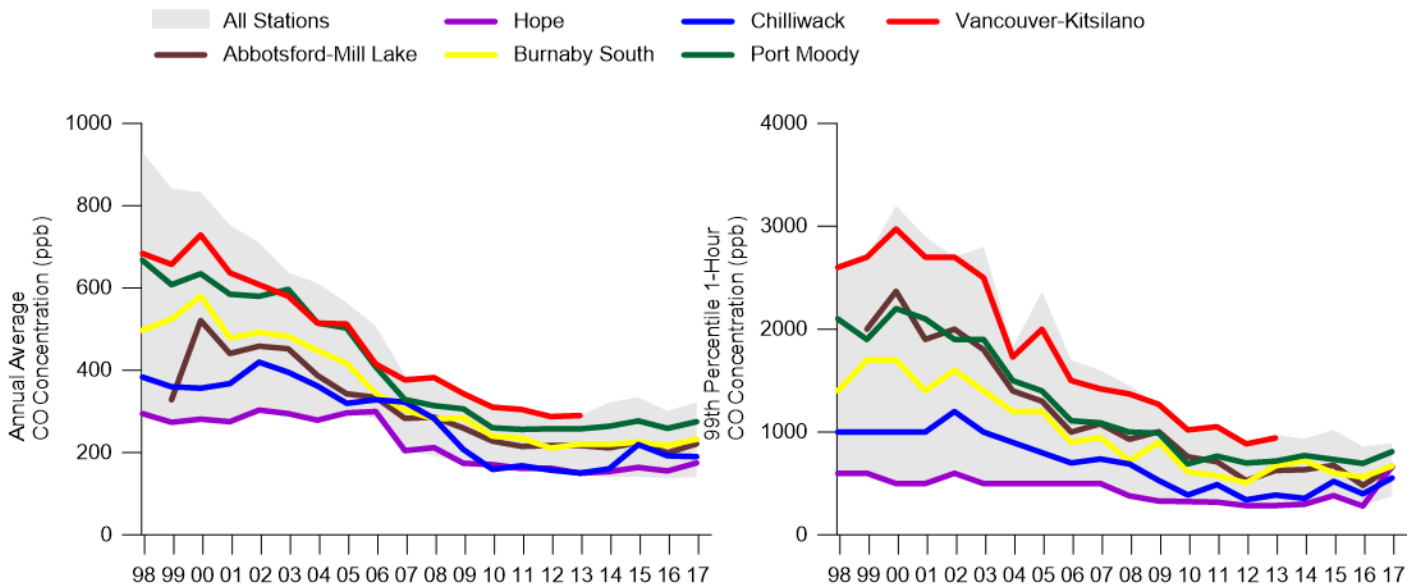 All Stations Hope Chilliwack Vancouver-Kitsilano
Abbotsford-Mill Lake Burnaby South Port Moody
Annual Average
CO Concentration (ppb)
1000
800
600
400
200
0
98 99 00 01 02 03 04 05 06 07 08 09 10 11 12 13 14 15 16 17
99th Percentile 1-Hour
CO Concentration (ppb)
4000
3000
2000
1000
0
98 99 00 01 02 03 04 05 06 07 08 09 10 11 12 13 14 15 16 17